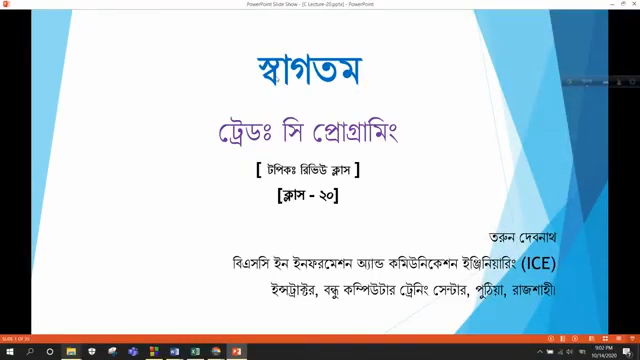 PowerPoint Slide Show - [C Lecture-20.pptx] - PowerPoint
স্বাগতম
ট্রেডঃ সি প্রোগ্রামিং
[ টপিকঃ রিভিউ ক্লাস ]
[ক্লাস - ২০]
তরুন দেবনাথ
বিএসসি ইন ইনফরমেশন অ্যান্ড কমিউনিকেশন ইঞ্জিনিয়ারিং (ICE)
ইন্সট্রাক্টর, বন্ধু কম্পিউটার ট্রেনিং সেন্টার, পুঠিয়া, রাজশাহী।
9:02 PM
10/14/2020